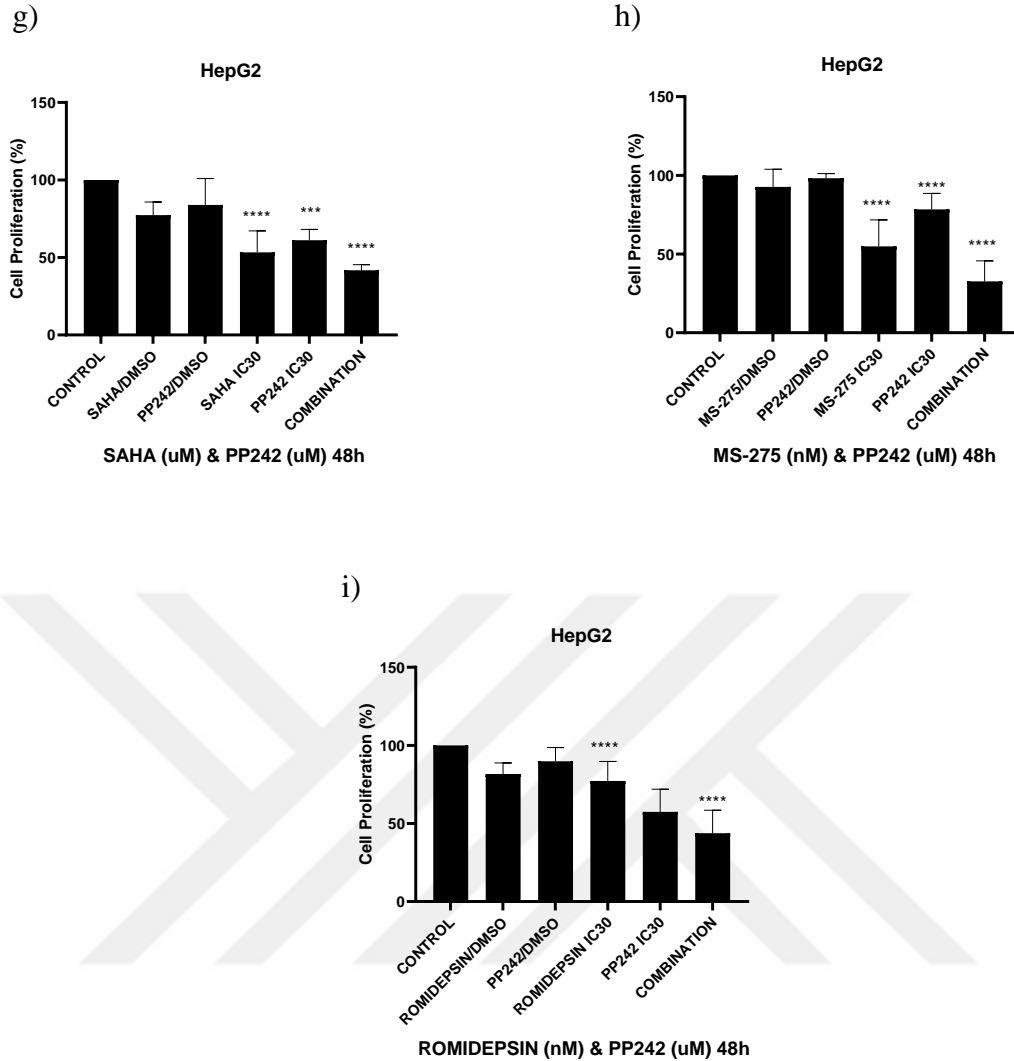 g)
HepG2
Cell Proliferation (%)
150
100
50
0
****
***
****
CONTROL
SAHA/DMSO
PP242/DMSO
SAHA IC30
PP242 IC30
COMBINATION
SAHA (uM) & PP242 (uM) 48h
h)
HepG2
Cell Proliferation (%)
150
100
50
0
****
****
****
CONTROL
MS-275/DMSO
PP242/DMSO
MS-275 IC30
PP242 IC30
COMBINATION
MS-275 (nM) & PP242 (uM) 48h
i)
HepG2
Cell Proliferation (%)
150
100
50
0
****
****
CONTROL
ROMIDEPSIN/DMSO
PP242/DMSO
ROMIDEPSIN IC30
PP242 IC30
COMBINATION
ROMIDEPSIN (nM) & PP242 (uM) 48h